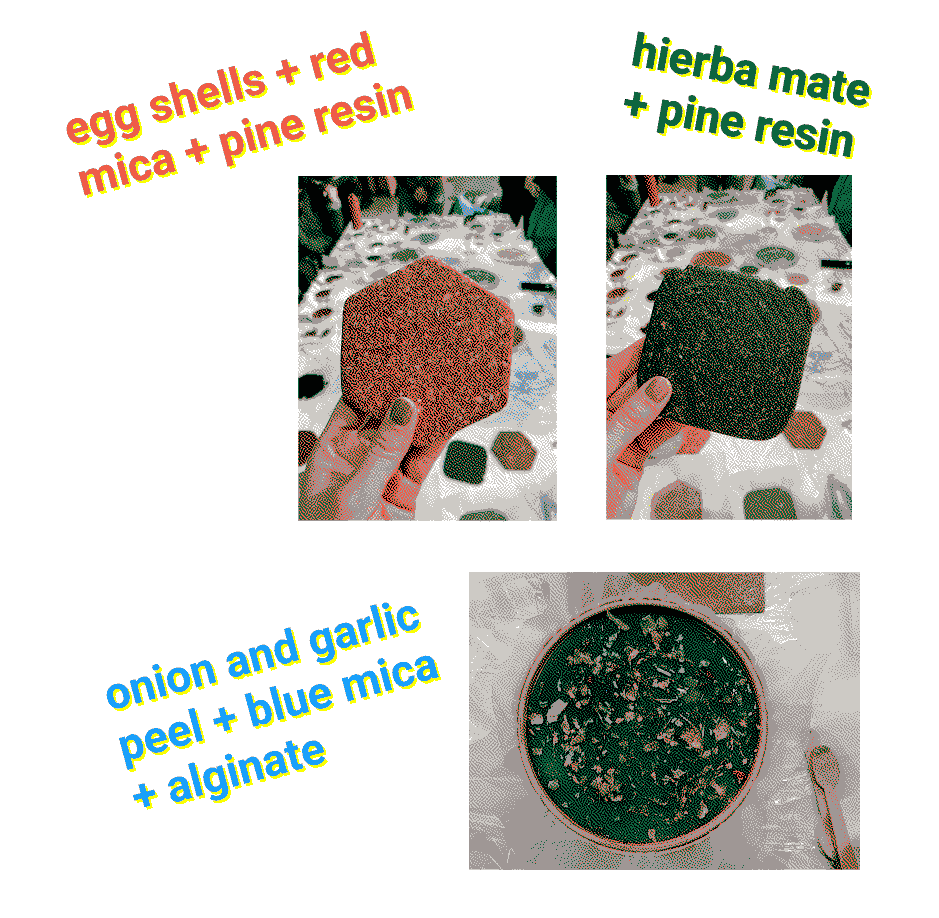 egg shells + red
mica + pine resin
hierba mate
+ pine resin
onion and garlic
peel + blue mica
+ alginate